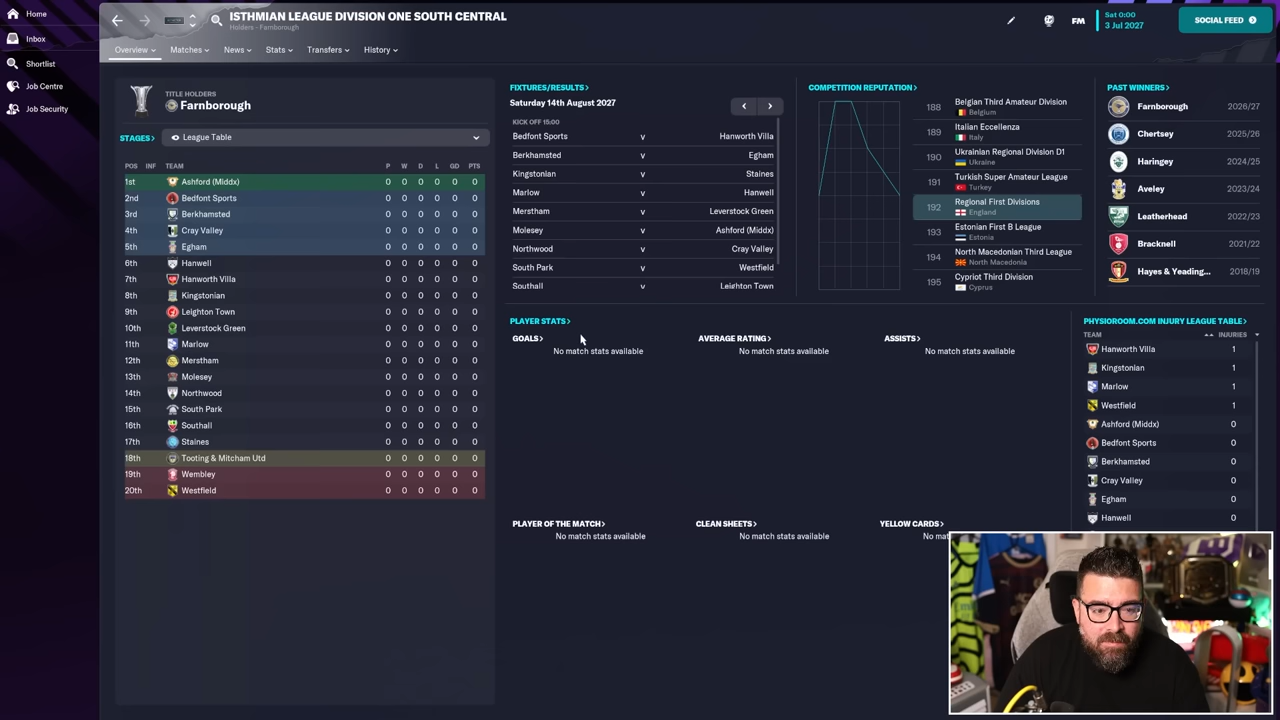 Home
Inbox
Shortlist
Job Centre
Job Security
ISTHMIAN LEAGUE DIVISION ONE SOUTH CENTRAL
Holders - Farnborough
FM
Sat 0:00
3 Jul 2027
SOCIAL FEED
Overview
Matches
News
Stats
Transfers
History
TITLE HOLDERS
Farnborough
STAGES>
League Table
POS INF TEAM P W D L GD PTS
1st Ashford (Middx) 0 0 0 0 0 0
2nd Bedfont Sports 0 0 0 0 0 0
3rd Berkhamsted 0 0 0 0 0 0
4th Cray Valley 0 0 0 0 0 0
5th Egham 0 0 0 0 0 0
6th Hanwell 0 0 0 0 0 0
7th Hanworth Villa 0 0 0 0 0 0
8th Kingstonian 0 0 0 0 0 0
9th Leighton Town 0 0 0 0 0 0
10th Leverstock Green 0 0 0 0 0 0
11th Marlow 0 0 0 0 0 0
12th Merstham 0 0 0 0 0 0
13th Molesey 0 0 0 0 0 0
14th Northwood 0 0 0 0 0 0
15th South Park 0 0 0 0 0 0
16th Southall 0 0 0 0 0 0
17th Staines 0 0 0 0 0 0
18th Tooting & Mitcham Utd 0 0 0 0 0 0
19th Wembley 0 0 0 0 0 0
20th Westfield 0 0 0 0 0 0
FIXTURES/RESULTS>
Saturday 14th August 2027
KICK OFF 15:00
Bedfont Sports v Hanworth Villa
Berkhamsted v Egham
Kingstonian v Staines
Marlow v Hanwell
Merstham v Leverstock Green
Molesey v Ashford (Middx)
Northwood v Cray Valley
South Park v Westfield
Southall v Leighton Town
COMPETITION REPUTATION>
188 Belgian Third Amateur Division
Belgium
189 Italian Eccellenza
Italy
190 Ukrainian Regional Division D1
Ukraine
191 Turkish Super Amateur League
Turkey
192 Regional First Divisions
England
193 Estonian First B League
Estonia
194 North Macedonian Third League
North Macedonia
195 Cypriot Third Division
Cyprus
PAST WINNERS>
Farnborough 2026/27
Chertsey 2025/26
Haringey 2024/25
Aveley 2023/24
Leatherhead 2022/23
Bracknell 2021/22
Hayes & Yeading... 2018/19
PLAYER STATS>
GOALS>
No match stats available
AVERAGE RATING>
No match stats available
ASSISTS>
No match stats available
PLAYER OF THE MATCH>
No match stats available
CLEAN SHEETS>
No match stats available
YELLOW CARDS>
No mat
PHYSIOROOM.COM INJURY LEAGUE TABLE>
TEAM INJURIES
Hanworth Villa 1
Kingstonian 1
Marlow 1
Westfield 1
Ashford (Middx) 0
Bedfont Sports 0
Berkhamsted 0
Cray Valley 0
Egham 0
Hanwell 0